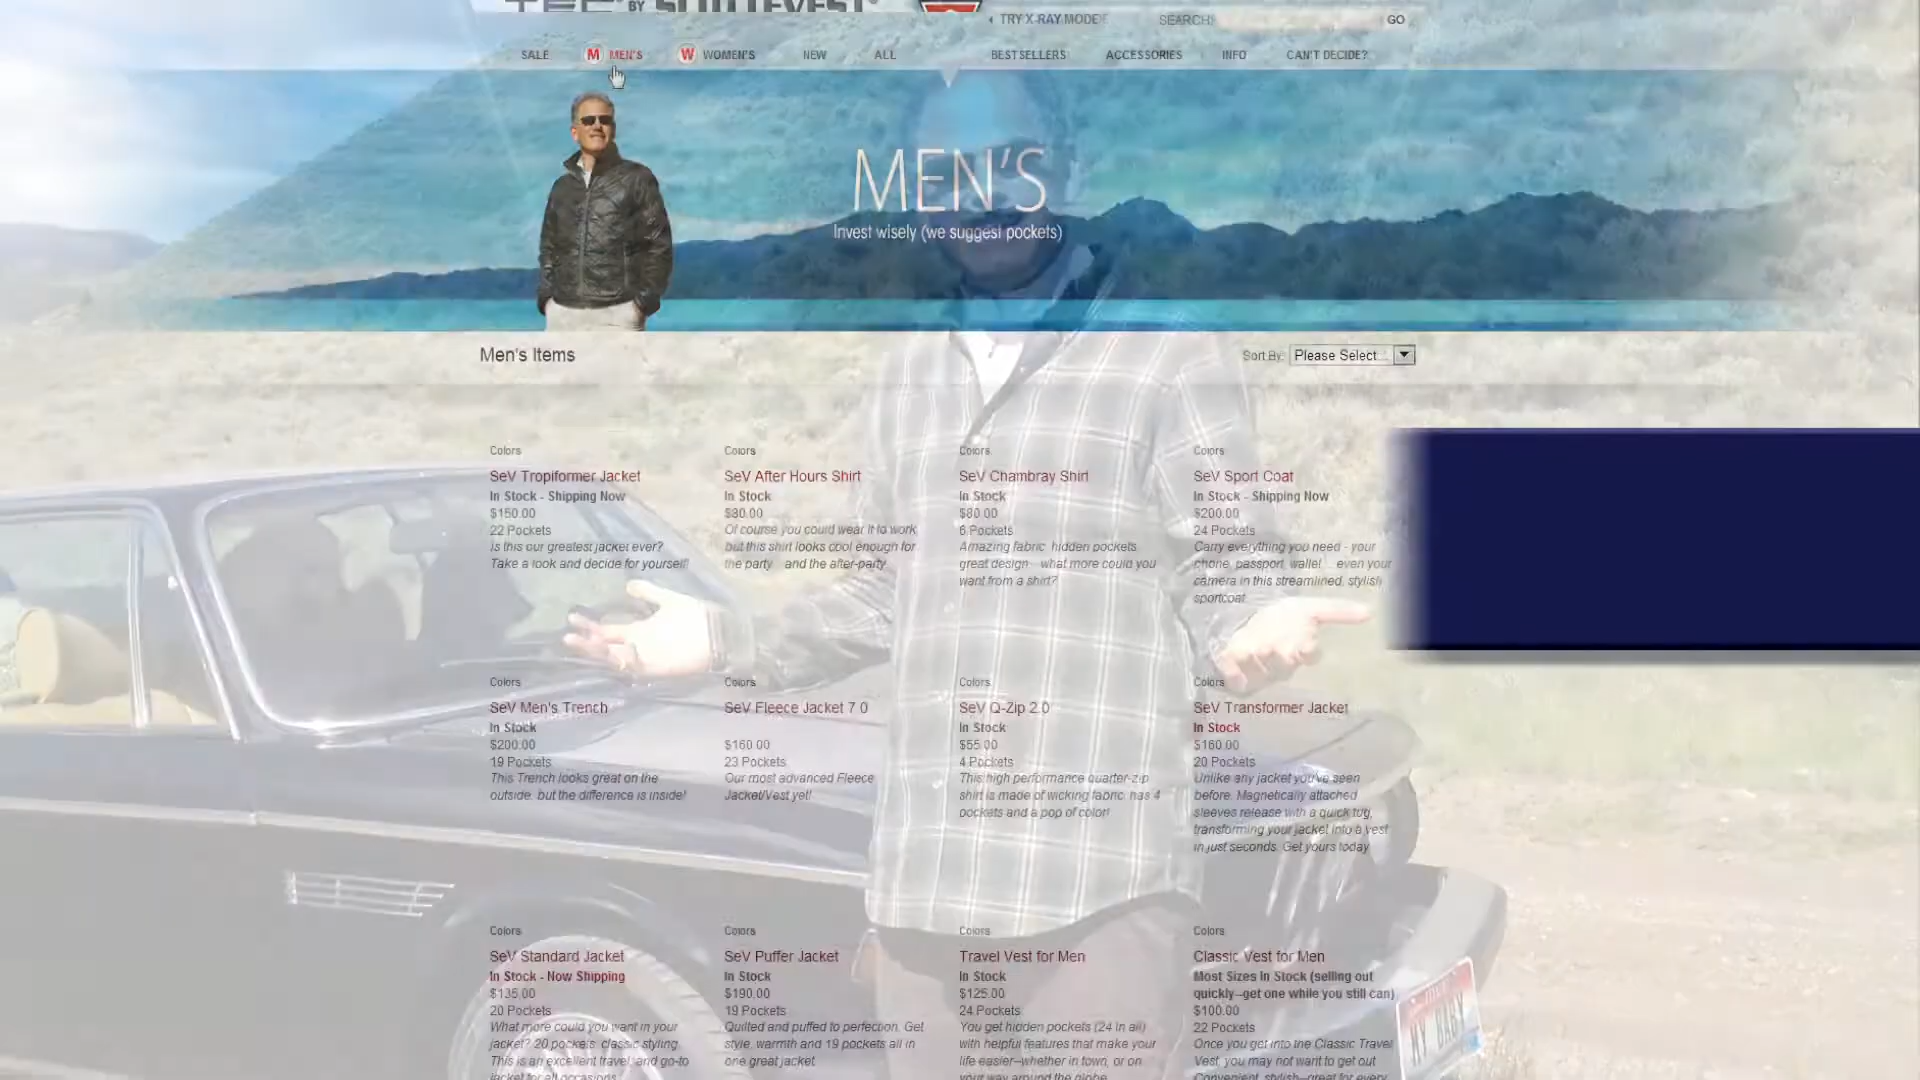 BY SCOTTEVEST
TRY X-RAY MODE
SEARCH:
GO
SALE
M MEN'S
W WOMEN'S
NEW
ALL
BESTSELLERS
ACCESSORIES
INFO
CAN'T DECIDE?
MEN'S
Invest wisely (we suggest pockets)
Men's Items
Sort By:
Please Select
Colors
SeV Tropiformer Jacket
In Stock - Shipping Now
$150.00
22 Pockets
Is this our greatest jacket ever?
Take a look and decide for yourself!
Colors
SeV After Hours Shirt
In Stock
$80.00
Of course you could wear it to work
but this shirt looks cool enough for
the party... and the after-party.
Colors
SeV Chambray Shirt
In Stock
$80.00
6 Pockets
Amazing fabric, hidden pockets,
great design - what more could you
want from a shirt?
Colors
SeV Sport Coat
In Stock - Shipping Now
$200.00
24 Pockets
Carry everything you need - your
phone, passport, wallet... even your
camera in this streamlined, stylish
sportcoat.
Colors
SeV Men's Trench
In Stock
$200.00
19 Pockets
This Trench looks great on the
outside, but the difference is inside!
Colors
SeV Fleece Jacket 7.0
$160.00
23 Pockets
Our most advanced Fleece
Jacket/Vest yet!
Colors
SeV Q-Zip 2.0
In Stock
$55.00
4 Pockets
This high performance quarter-zip
shirt is made of wicking fabric, has 4
pockets and a pop of color!
Colors
SeV Transformer Jacket
In Stock
$160.00
20 Pockets
Unlike any jacket you've seen
before. Magnetically attached
sleeves release with a quick tug,
transforming your jacket into a vest
in just seconds. Get yours today.
Colors
SeV Standard Jacket
In Stock - Now Shipping
$135.00
20 Pockets
What more could you want in your
jacket? 20 pockets, classic styling.
This is an excellent travel, and go-to
jacket for all occasions.
Colors
SeV Puffer Jacket
In Stock
$190.00
19 Pockets
Quilted and puffed to perfection. Get
style, warmth and 19 pockets all in
one great jacket.
Colors
Travel Vest for Men
In Stock
$125.00
24 Pockets
You get hidden pockets (24 in all)
with helpful features that make your
life easier--whether in town, or on
your way around the globe.
Colors
Classic Vest for Men
Most Sizes In Stock (selling out
quickly--get one while you still can)
$100.00
22 Pockets
Once you get into the Classic Travel
Vest, you may not want to get out.
Convenient, stylish--great for every